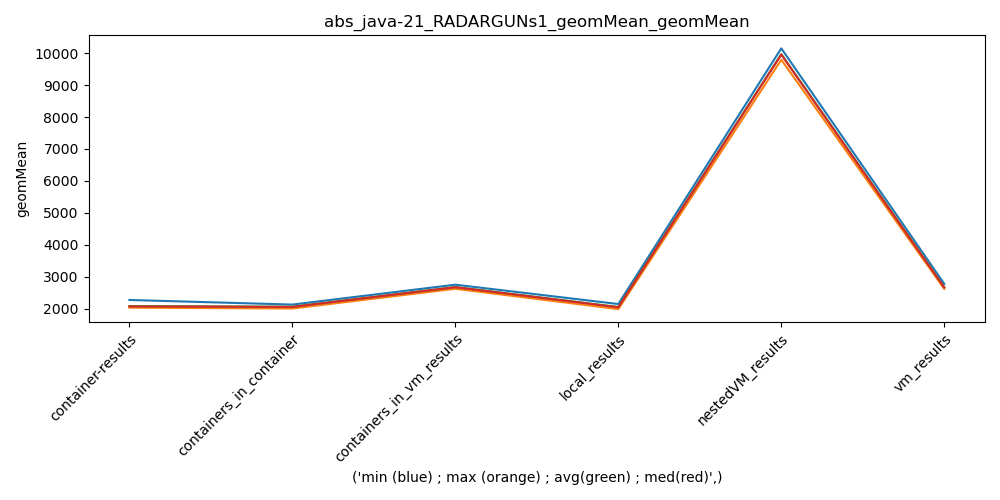 abs_java-21_RADARGUNs1_geomMean_geomMean
geomMean
10000
9000
8000
7000
6000
5000
4000
3000
2000
container-results
containers_in_container
containers_in_vm_results
local_results
nestedVM_results
vm_results
('min (blue) ; max (orange) ; avg(green) ; med(red)',)